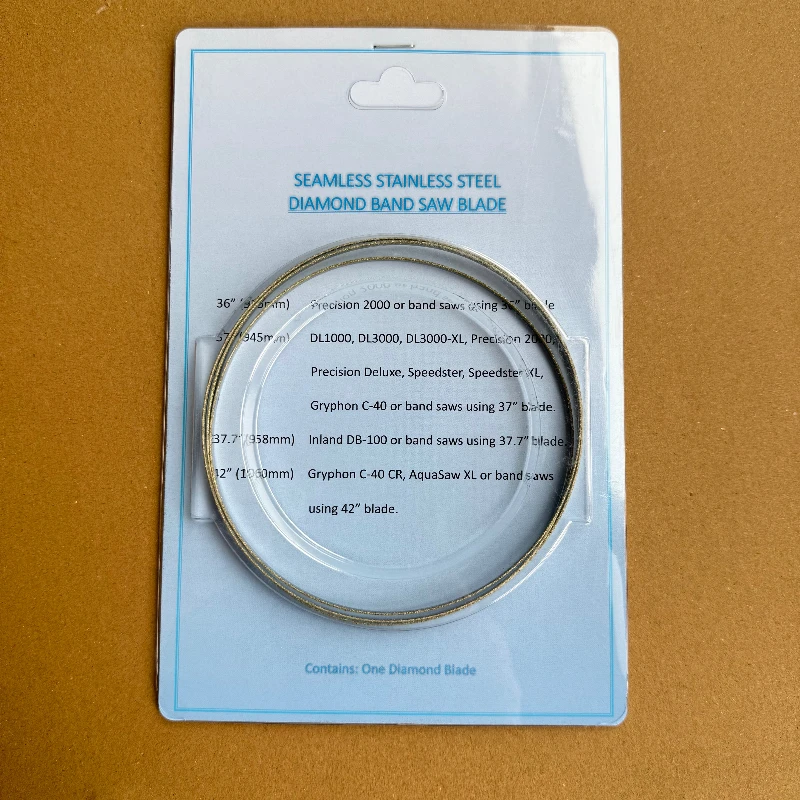 SEAMLESS STAINLESS STEEL
DIAMOND BAND SAW BLADE
36" Precision 2000 or band saws using 36" blade
(945mm) DL1000, DL3000, DL3000-XL, Precision 2000,
Precision Deluxe, Speedster, Speedster XL,
Gryphon C-40 or band saws using 37" blade.
37.7" (958mm) Inland DB-100 or band saws using 37.7" blade.
42" (1060mm) Gryphon C-40 CR, AquaSaw XL or band saws
using 42" blade.
Contains: One Diamond Blade